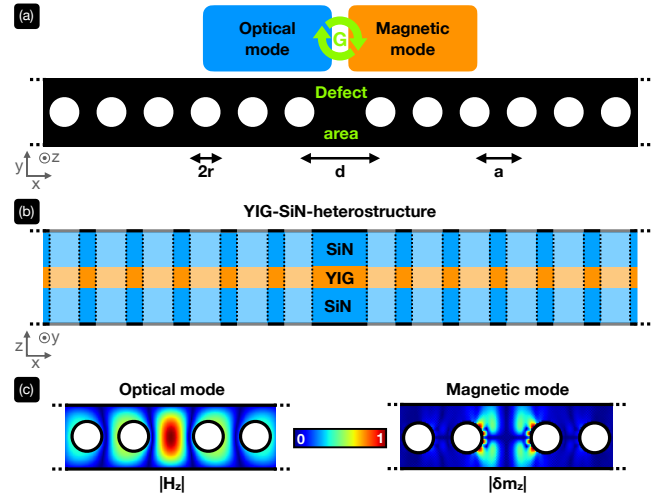 (a)
Optical mode
G
Magnetic mode
Defect area
2r
d
a
y
z
x
(b)
YIG-SiN-heterostructure
SiN
YIG
SiN
z
y
x
(c)
Optical mode
Magnetic mode
0
1
|Hz|
|δmz|